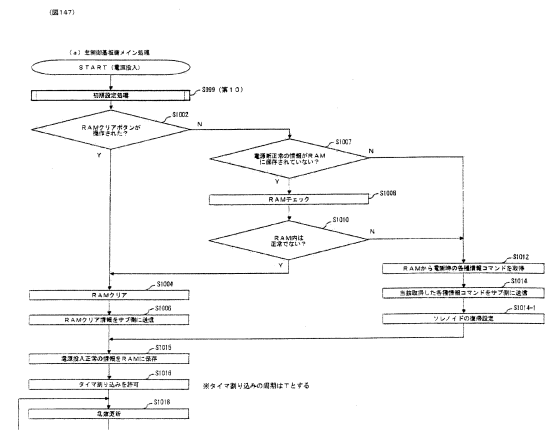 (図147)
(a) 主制御基板側メイン処理
START (電源投入)
初期設定処理
S999 (第10)
S1002
RAMクリアボタンが
操作された?
N
Y
S1007
電源断正常の情報がRAM
に保存されていない?
N
Y
S1008
RAMチェック
S1010
RAM内は
正常でない?
N
Y
S1012
RAMから電断時の各種情報コマンドを取得
S1004
RAMクリア
S1014
当該取得した各種情報コマンドをサブ側に送信
S1006
RAMクリア情報をサブ側に送信
S1014-1
ソレノイドの復帰設定
S1015
電源投入正常の情報をRAMに保存
S1016
タイマ割り込みを許可
※タイマ割り込みの周期はTとする
S1018
乱数更新